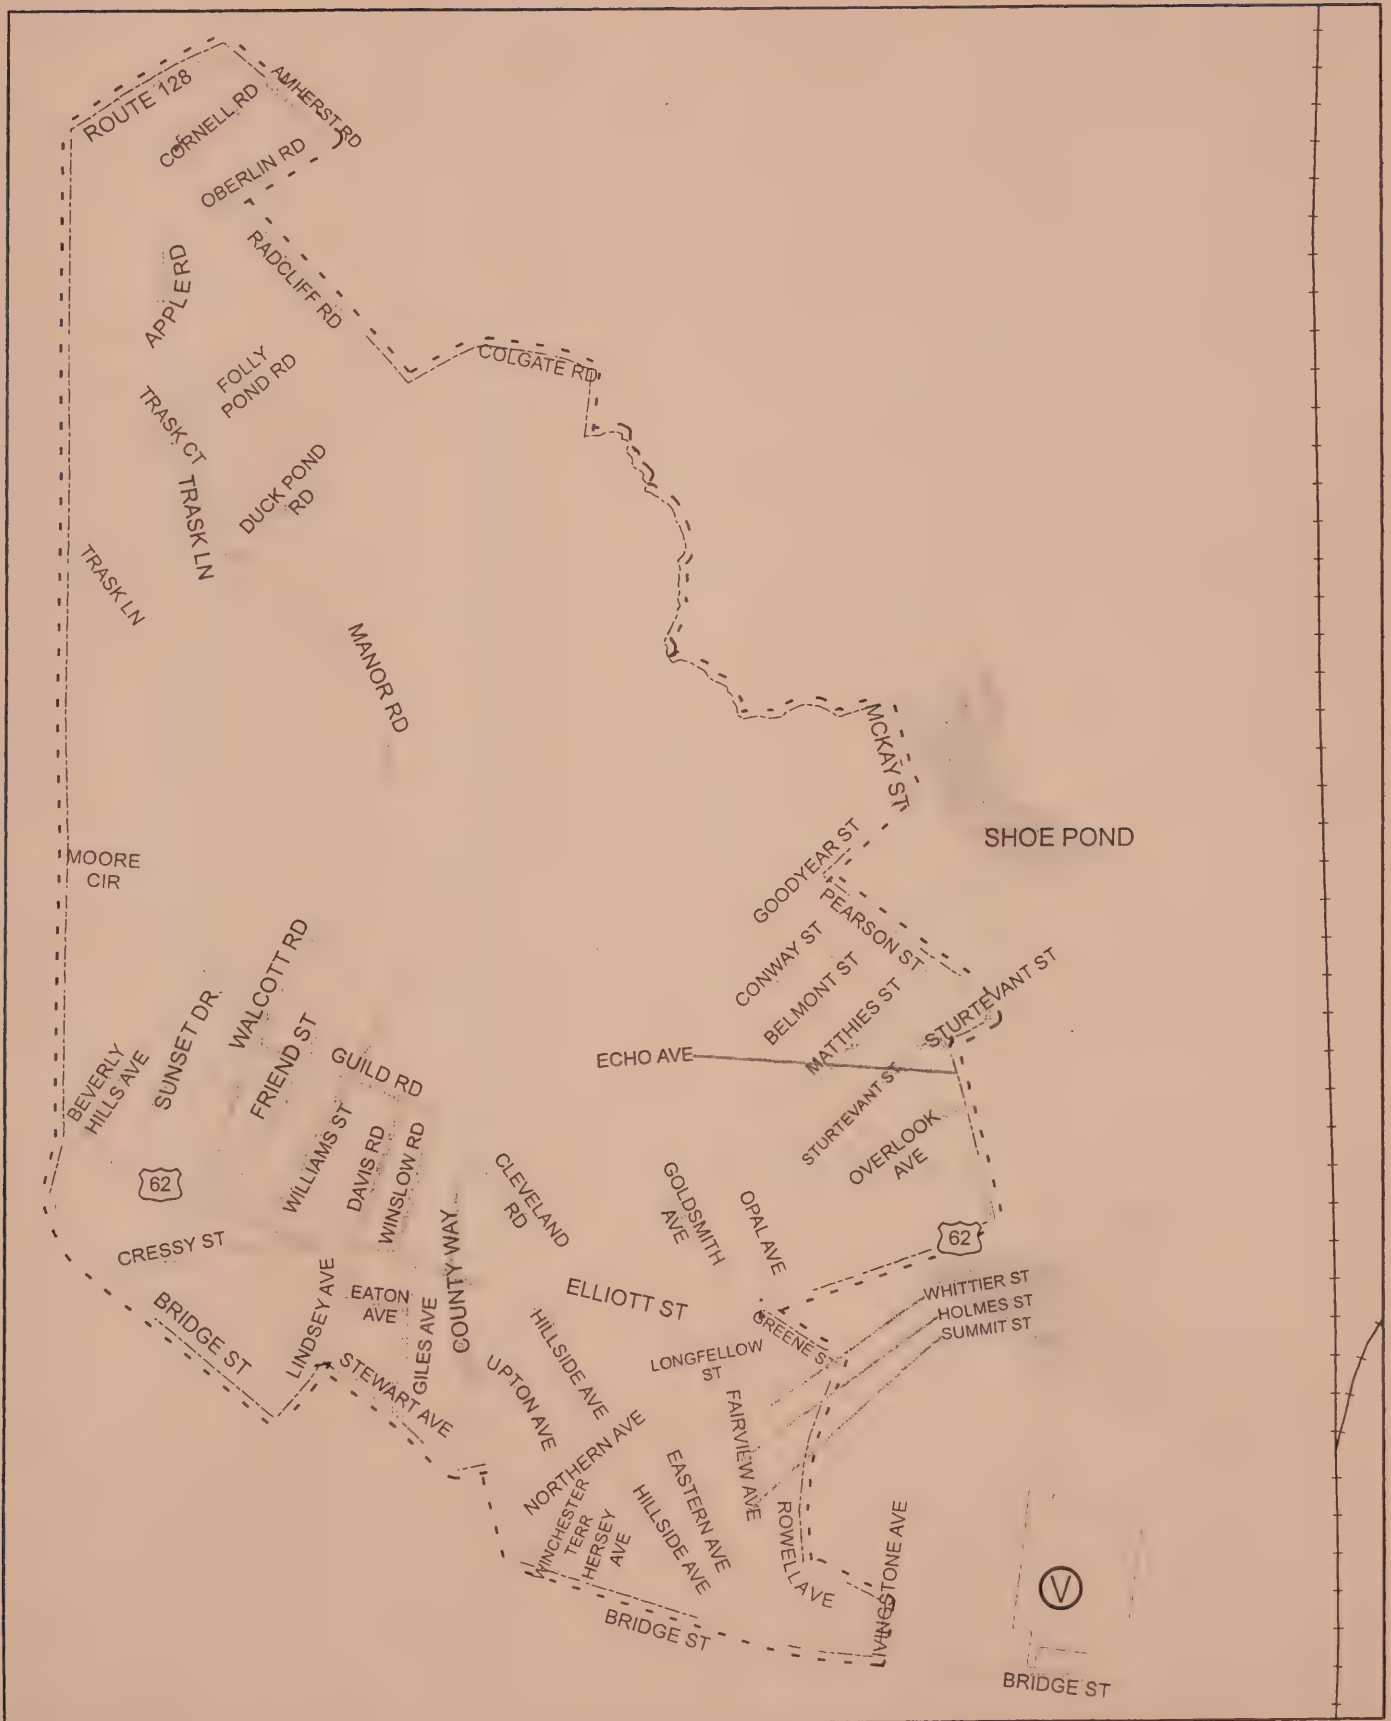 ROUTE 128
AMHERST RD
CORNELL RD
OBERLIN RD
RADCLIFF RD
APPLE RD
COLGATE RD
FOLLY
POND RD
TRASK CT
DUCK POND
RD
TRASK LN
TRASK LN
MANOR RD
MCKAY ST
SHOE POND
MOORE
CIR
GOODYEAR ST
PEARSON ST
CONWAY ST
BELMONT ST
MATTHIES ST
STURTEVANT ST
ECHO AVE
STURTEVANT ST
OVERLOOK
AVE
WALCOTT RD
SUNSET DR.
FRIEND ST
GUILD RD
BEVERLY
HILLS AVE
WILLIAMS ST
DAVIS RD
WINSLOW RD
62
CRESSY ST
COUNTY WAY
CLEVELAND
RD
GOLDSMITH
AVE
OPAL AVE
62
BRIDGE ST
LINDSEY AVE
EATON
AVE
GILES AVE
ELLIOTT ST
WHITTIER ST
HOLMES ST
SUMMIT ST
GREENE ST
LONGFELLOW
ST
STEWART AVE
UPTON AVE
HILLSIDE AVE
NORTHERN AVE
FAIRVIEW AVE
WINCHESTER
TERR
HERSEY
AVE
HILLSIDE AVE
EASTERN AVE
ROWELL AVE
LIVINGSTONE AVE
BRIDGE ST
V
BRIDGE ST